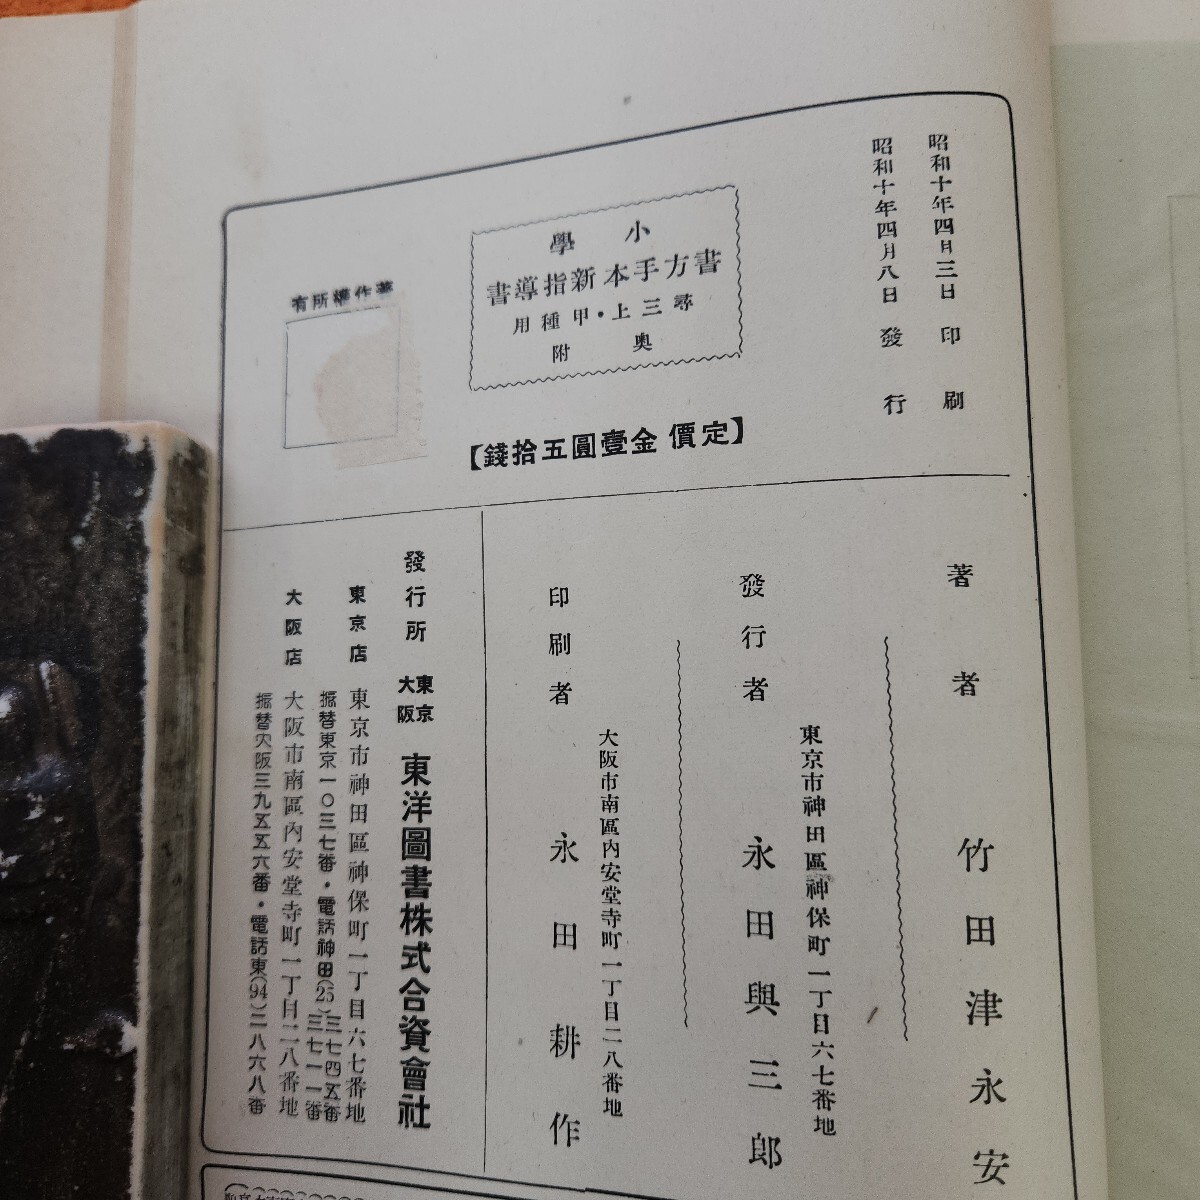 昭和十年四月三日印刷
昭和十年四月八日發行
小學
書方手本新指導書
尋三上・甲種用
奥附
【定價金壹圓五拾錢】
著作權所有
著者 竹田津永安
東京市神田區神保町一丁目六七番地
發行者 永田與三郎
大阪市南區內安堂寺町一丁目二八番地
印刷者 永田耕作
發行所 東京大阪 東洋圖書株式合資會社
東京店 東京市神田區神保町一丁目六七番地
振替東京一〇三七番・電話神田(25)三七四五番 三七一一番
大阪店 大阪市南區內安堂寺町一丁目二八番地
振替大阪三九五五六番・電話東(94)二八六八番